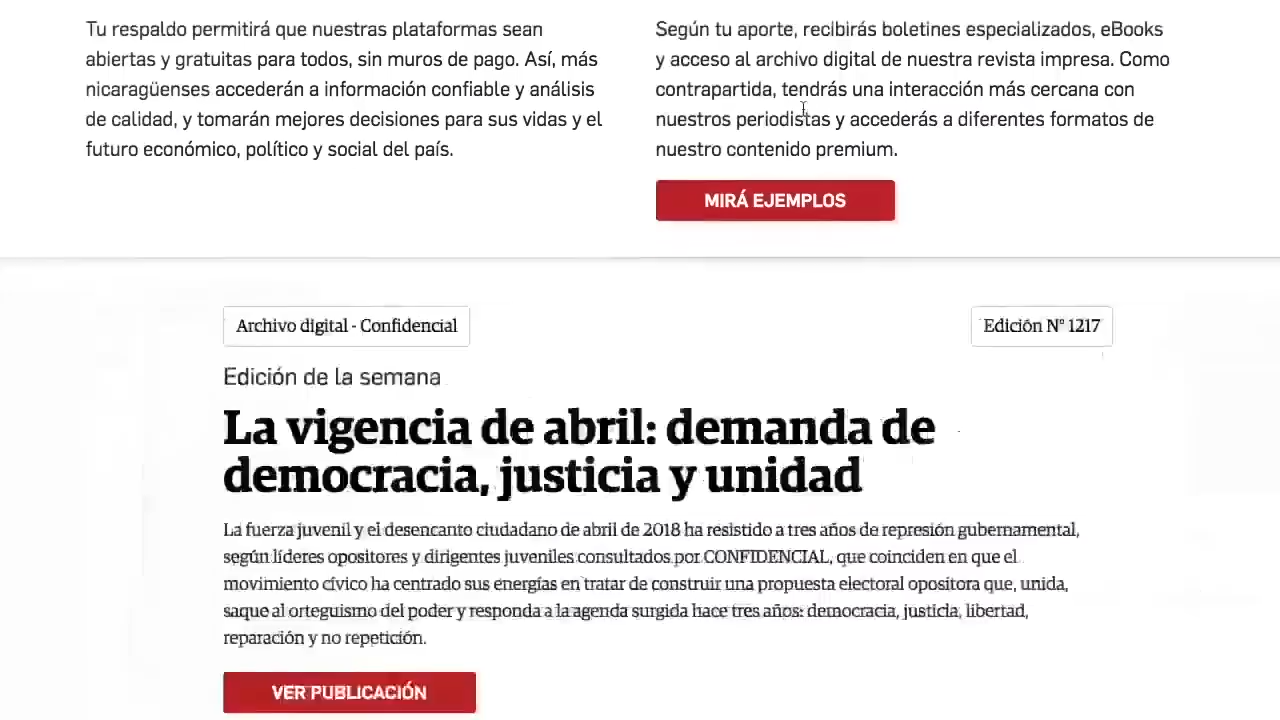 Tu respaldo permitirá que nuestras plataformas sean
abiertas y gratuitas para todos, sin muros de pago. Así, más
nicaragüenses accederán a información confiable y análisis
de calidad, y tomarán mejores decisiones para sus vidas y el
futuro económico, político y social del país.
Según tu aporte, recibirás boletines especializados, eBooks
y acceso al archivo digital de nuestra revista impresa. Como
contrapartida, tendrás una interacción más cercana con
nuestros periodistas y accederás a diferentes formatos de
nuestro contenido premium.
MIRÁ EJEMPLOS
Archivo digital - Confidencial
Edición N° 1217
Edición de la semana
La vigencia de abril: demanda de
democracia, justicia y unidad
La fuerza juvenil y el desencanto ciudadano de abril de 2018 ha resistido a tres años de represión gubernamental,
según líderes opositores y dirigentes juveniles consultados por CONFIDENCIAL, que coinciden en que el
movimiento cívico ha centrado sus energías en tratar de construir una propuesta electoral opositora que, unida,
saque al orteguismo del poder y responda a la agenda surgida hace tres años: democracia, justicia, libertad,
reparación y no repetición.
VER PUBLICACIÓN